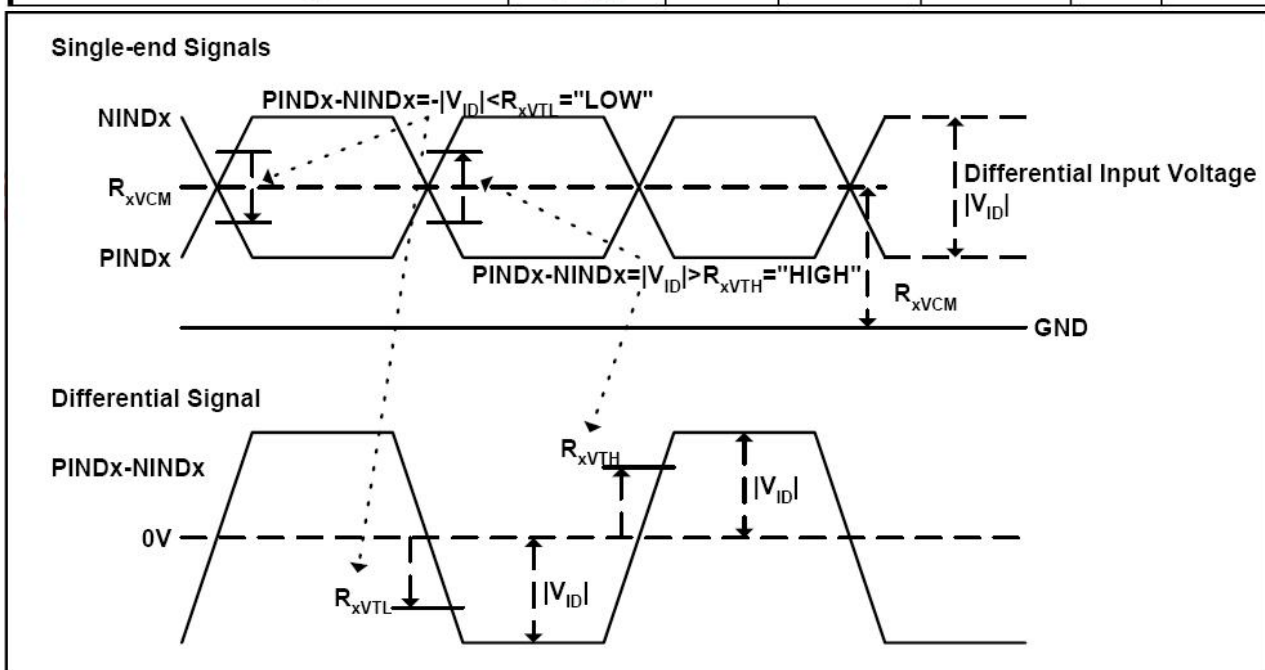 Single-end Signals
PINDx-NINDx=-|VID|<RxVTL="LOW"
NINDx
RxVCM
PINDx
Differential Input Voltage
|VID|
PINDx-NINDx=|VID|>RxVTH="HIGH"
RxVCM
GND
Differential Signal
PINDx-NINDx
RxVTH
|VID|
0V
RxVTL
|VID|